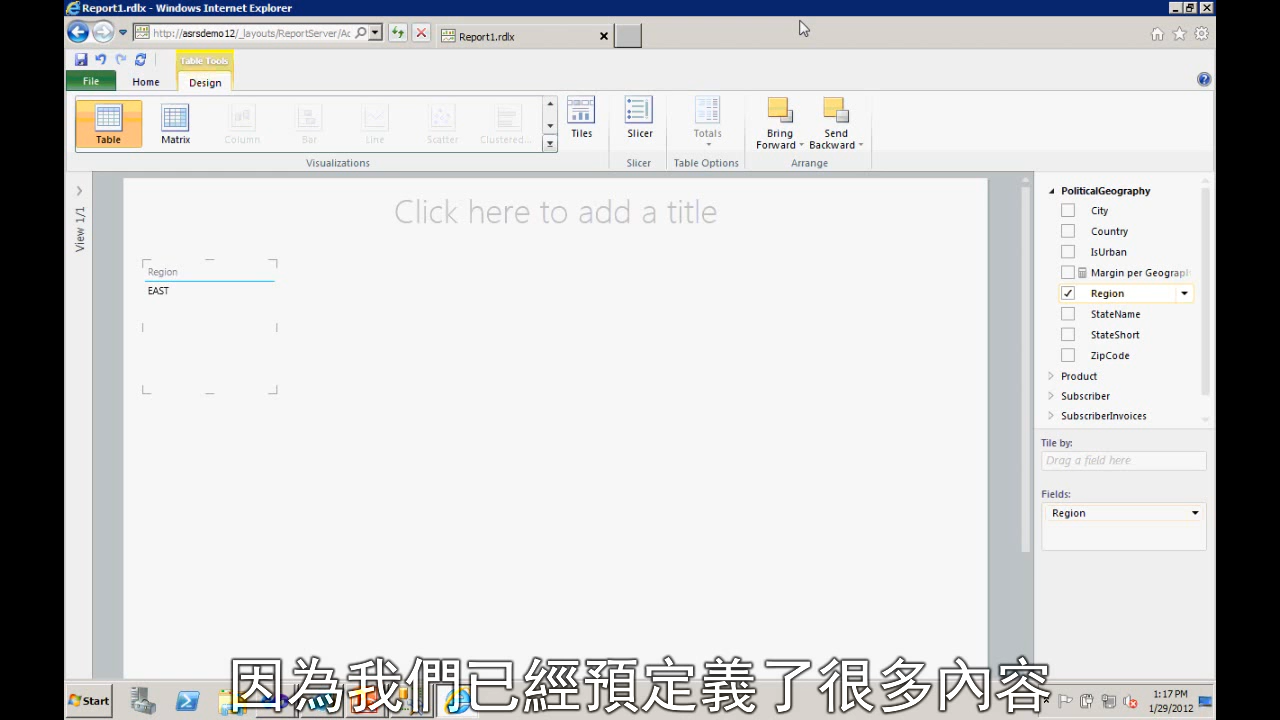 Report1.rdlx - Windows Internet Explorer
http://asrsdemo12/_layouts/ReportServer/Ad
Report1.rdlx
Table Tools
File
Home
Design
Table
Matrix
Column
Bar
Line
Scatter
Clustered...
Tiles
Slicer
Totals
Bring Forward
Send Backward
Visualizations
Slicer
Table Options
Arrange
View 1/1
Click here to add a title
Region
EAST
PoliticalGeography
City
Country
IsUrban
Margin per Geograph
Region
StateName
StateShort
ZipCode
Product
Subscriber
SubscriberInvoices
Tile by:
Drag a field here
Fields:
Region
因為我們已經預定義了很多內容
Start
1:17 PM
1/29/2012